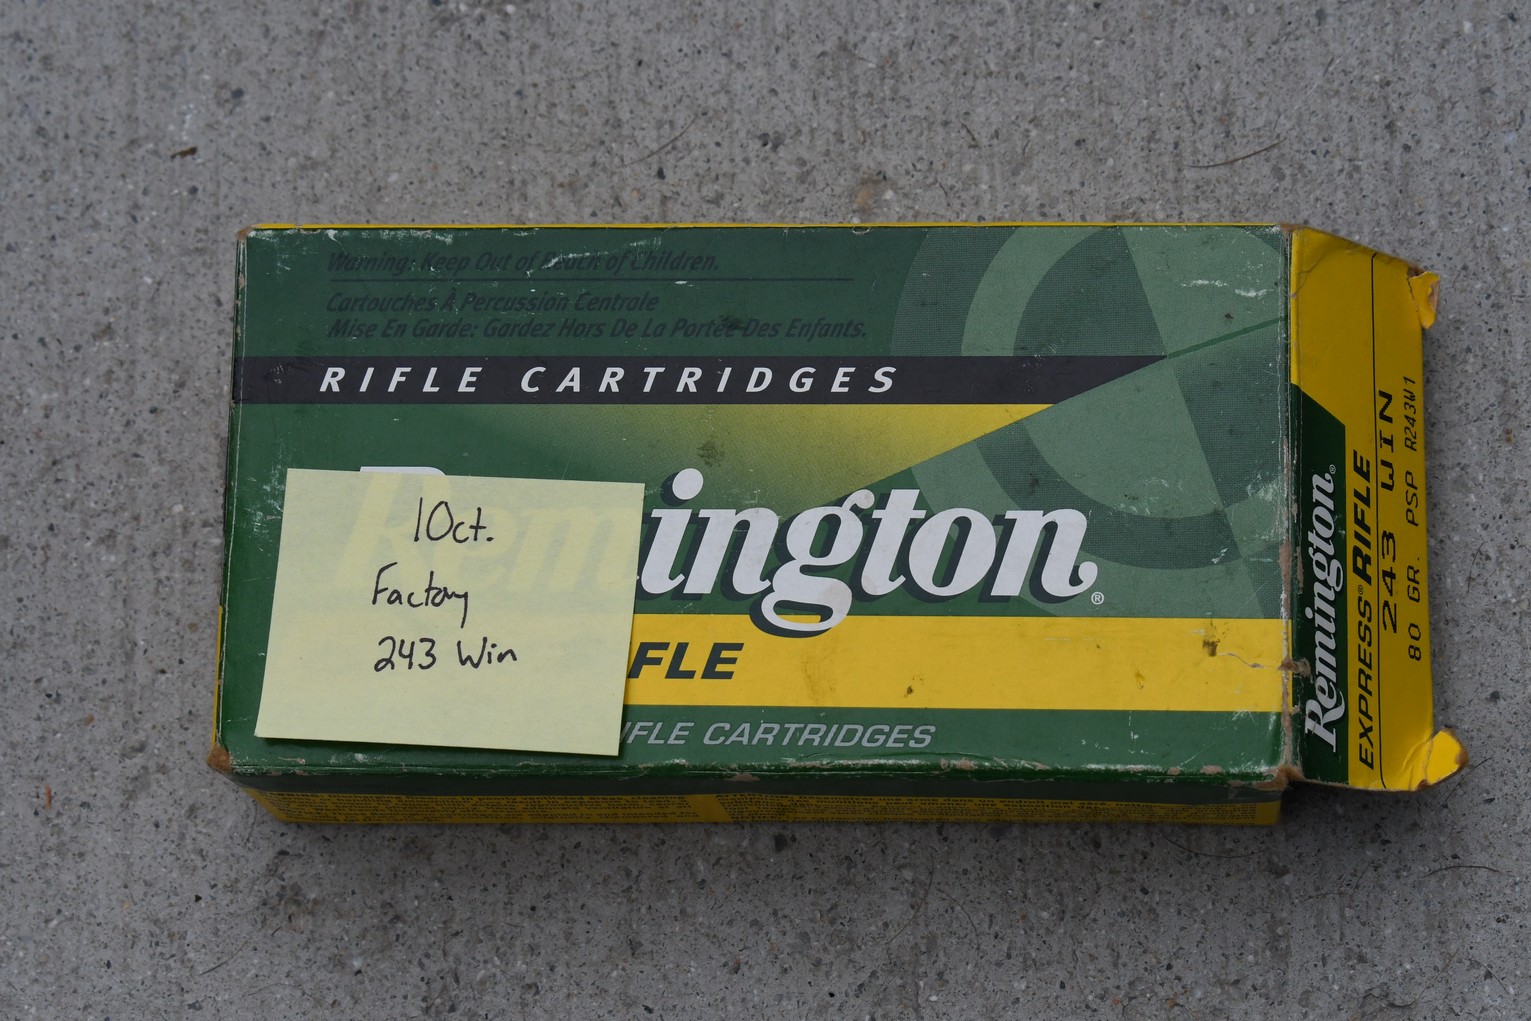 Warning: Keep Out of Reach of Children.
Cartouches À Percussion Centrale
Mise En Garde: Gardez Hors De La Portée Des Enfants.
RIFLE CARTRIDGES
Remington®
FLE
IFLE CARTRIDGES
10ct.
Factory
243 Win
Remington®
EXPRESS® RIFLE
243 WIN
80 GR. PSP R243W1